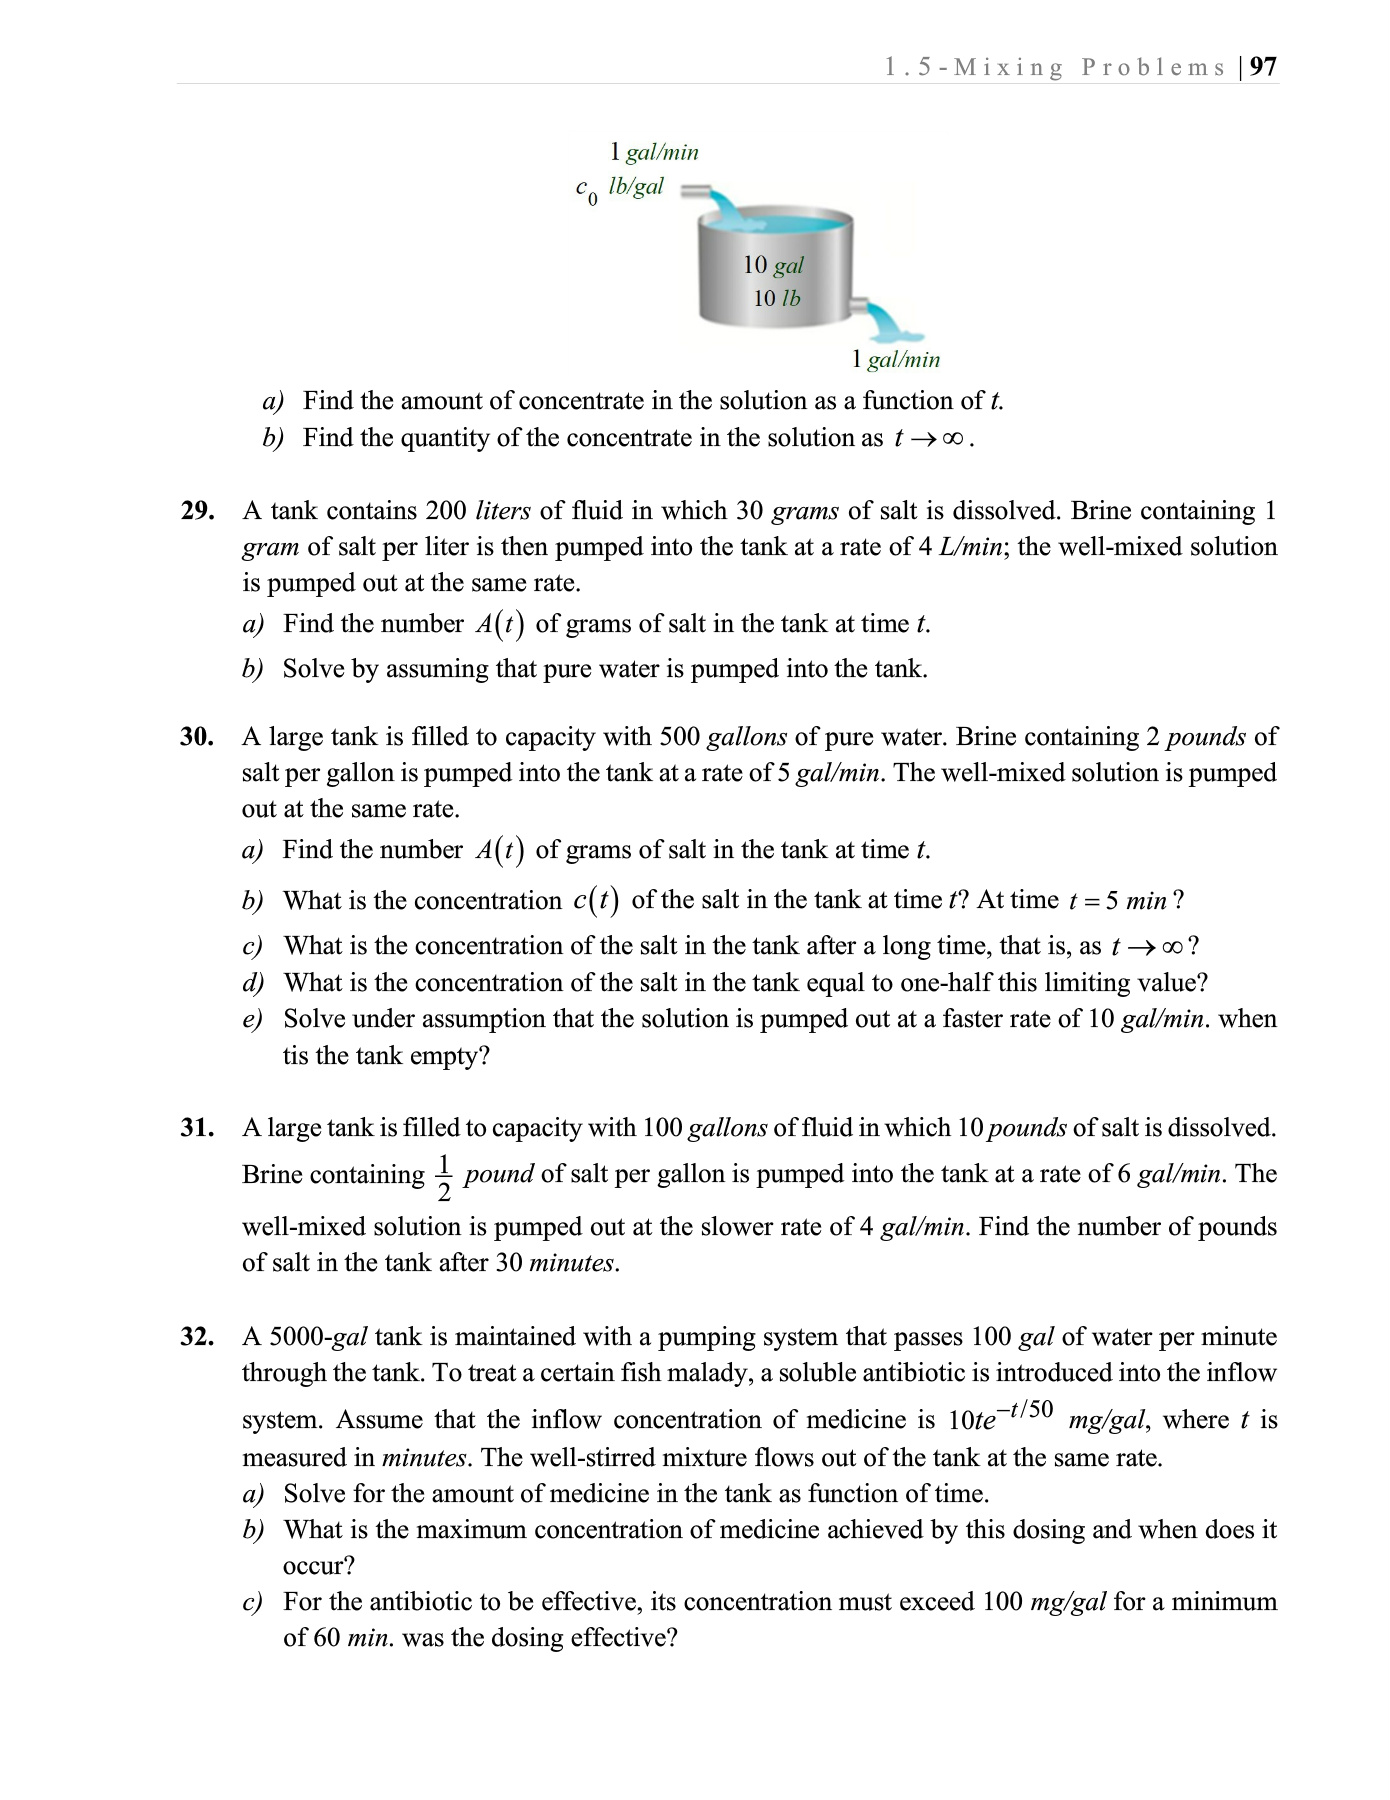 1.5-Mixing Problems |97
1 gal/min
c₀ lb/gal
10 gal
10 lb
1 gal/min
a) Find the amount of concentrate in the solution as a function of t.
b) Find the quantity of the concentrate in the solution as t → ∞.
29. A tank contains 200 liters of fluid in which 30 grams of salt is dissolved. Brine containing 1
gram of salt per liter is then pumped into the tank at a rate of 4 L/min; the well-mixed solution
is pumped out at the same rate.
a) Find the number A(t) of grams of salt in the tank at time t.
b) Solve by assuming that pure water is pumped into the tank.
30. A large tank is filled to capacity with 500 gallons of pure water. Brine containing 2 pounds of
salt per gallon is pumped into the tank at a rate of 5 gal/min. The well-mixed solution is pumped
out at the same rate.
a) Find the number A(t) of grams of salt in the tank at time t.
b) What is the concentration c(t) of the salt in the tank at time t? At time t = 5 min?
c) What is the concentration of the salt in the tank after a long time, that is, as t → ∞?
d) What is the concentration of the salt in the tank equal to one-half this limiting value?
e) Solve under assumption that the solution is pumped out at a faster rate of 10 gal/min. when
tis the tank empty?
31. A large tank is filled to capacity with 100 gallons of fluid in which 10 pounds of salt is dissolved.
Brine containing 1/2 pound of salt per gallon is pumped into the tank at a rate of 6 gal/min. The
well-mixed solution is pumped out at the slower rate of 4 gal/min. Find the number of pounds
of salt in the tank after 30 minutes.
32. A 5000-gal tank is maintained with a pumping system that passes 100 gal of water per minute
through the tank. To treat a certain fish malady, a soluble antibiotic is introduced into the inflow
system. Assume that the inflow concentration of medicine is 10te^−t/50 mg/gal, where t is
measured in minutes. The well-stirred mixture flows out of the tank at the same rate.
a) Solve for the amount of medicine in the tank as function of time.
b) What is the maximum concentration of medicine achieved by this dosing and when does it
occur?
c) For the antibiotic to be effective, its concentration must exceed 100 mg/gal for a minimum
of 60 min. was the dosing effective?